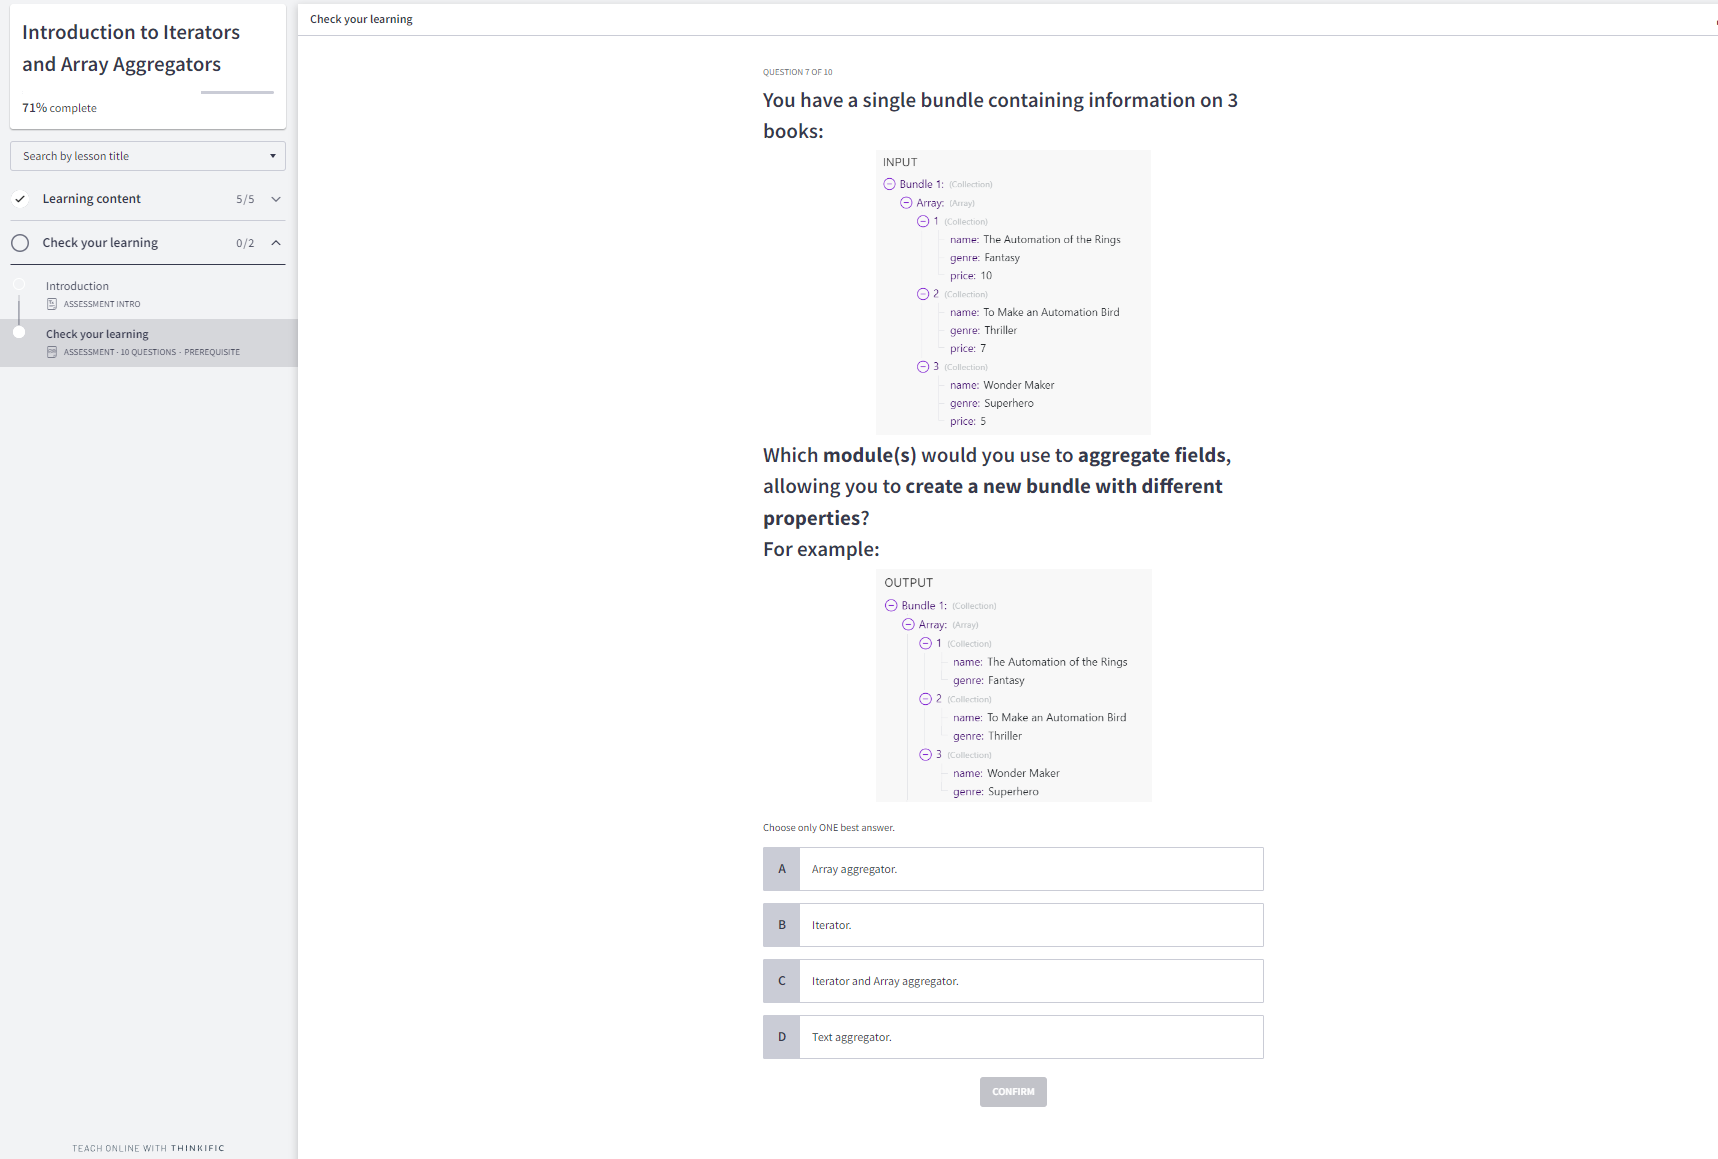 Introduction to Iterators
and Array Aggregators
71% complete
Search by lesson title
Learning content 5/5
Check your learning 0/2
Introduction
ASSESSMENT INTRO
Check your learning
ASSESSMENT · 10 QUESTIONS · PREREQUISITE
TEACH ONLINE WITH THINKIFIC
Check your learning
QUESTION 7 OF 10
You have a single bundle containing information on 3
books:
INPUT
Bundle 1: (Collection)
Array: (Array)
1 (Collection)
name: The Automation of the Rings
genre: Fantasy
price: 10
2 (Collection)
name: To Make an Automation Bird
genre: Thriller
price: 7
3 (Collection)
name: Wonder Maker
genre: Superhero
price: 5
Which module(s) would you use to aggregate fields,
allowing you to create a new bundle with different
properties?
For example:
OUTPUT
Bundle 1: (Collection)
Array: (Array)
1 (Collection)
name: The Automation of the Rings
genre: Fantasy
2 (Collection)
name: To Make an Automation Bird
genre: Thriller
3 (Collection)
name: Wonder Maker
genre: Superhero
Choose only ONE best answer.
A Array aggregator.
B Iterator.
C Iterator and Array aggregator.
D Text aggregator.
CONFIRM